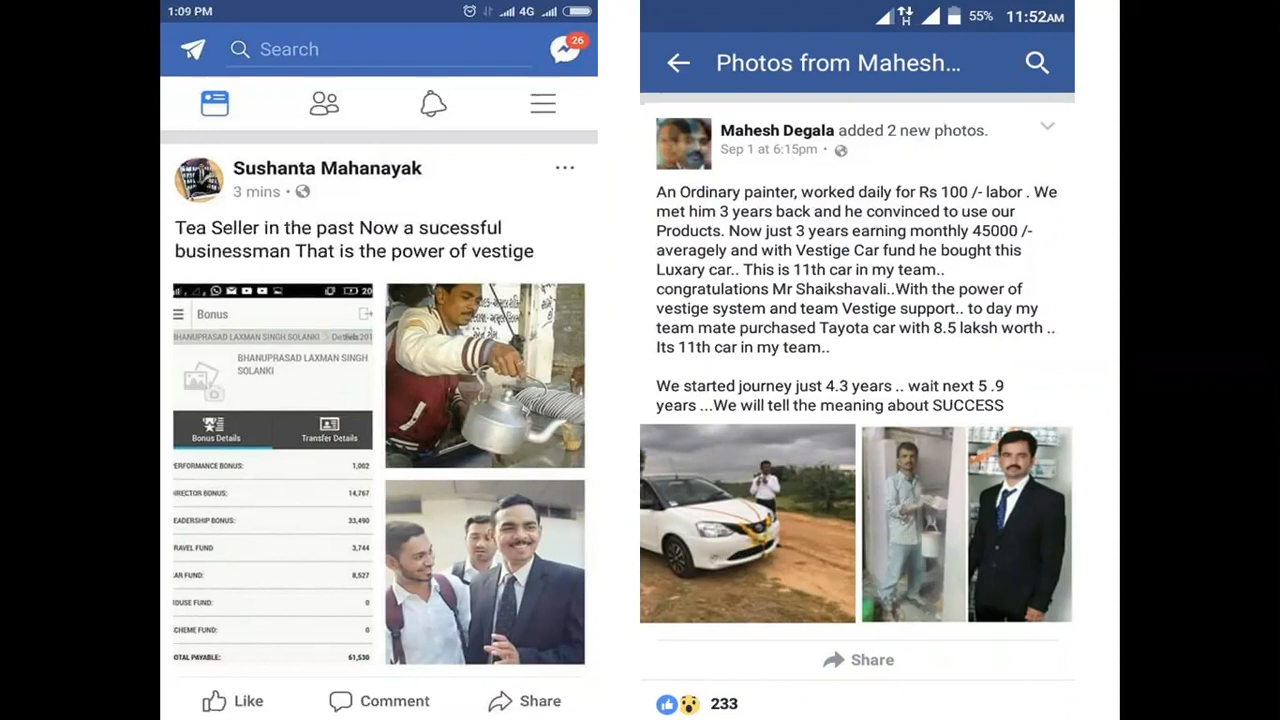 1:09 PM
4G
Search
26
Sushanta Mahanayak
3 mins
Tea Seller in the past Now a sucessful
businessman That is the power of vestige
20
Bonus
BHANUPRASAD LAXMAN SINGH SOLANKI
BHANUPRASAD LAXMAN SINGH
SOLANKI
Bonus Details
Transfer Details
ERFORMANCE BONUS: 1,002
IRECTOR BONUS: 14,767
EADERSHIP BONUS: 33,490
RAVEL FUND 3,744
AR FUND: 8,527
OUSE FUND: 0
CHEME FUND: 0
OTAL PAYABLE: 61,530
Like
Comment
Share
H
55%
11:52AM
Photos from Mahesh...
Mahesh Degala added 2 new photos.
Sep 1 at 6:15pm
An Ordinary painter, worked daily for Rs 100 /- labor . We
met him 3 years back and he convinced to use our
Products. Now just 3 years earning monthly 45000 /-
averagely and with Vestige Car fund he bought this
Luxary car.. This is 11th car in my team..
congratulations Mr Shaikshavali..With the power of
vestige system and team Vestige support.. to day my
team mate purchased Tayota car with 8.5 laksh worth ..
Its 11th car in my team..
We started journey just 4.3 years .. wait next 5 .9
years ...We will tell the meaning about SUCCESS
Share
233